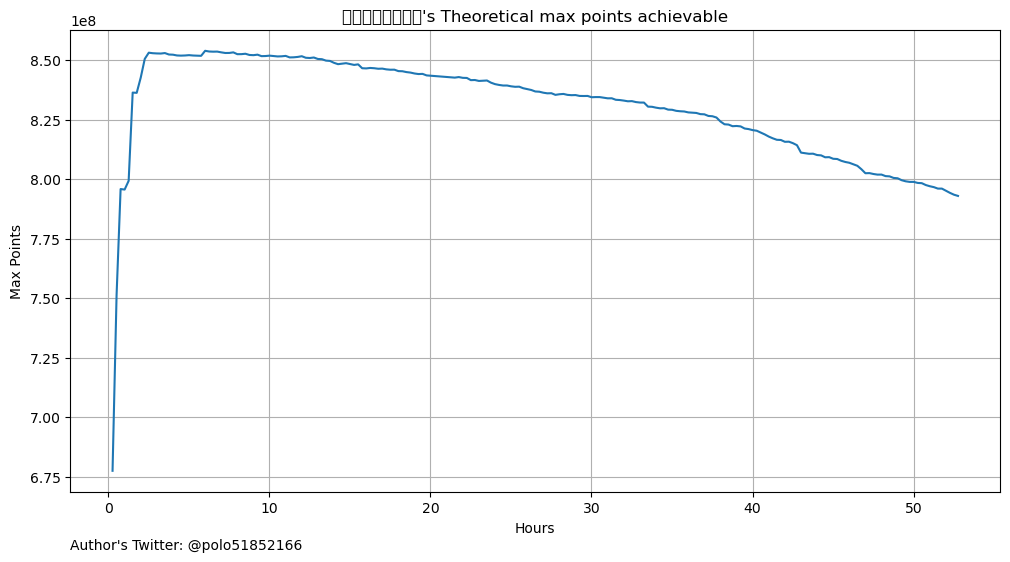 's Theoretical max points achievable
1e8
8.50
8.25
8.00
7.75
7.50
7.25
7.00
6.75
Max Points
0 10 20 30 40 50
Hours
Author's Twitter: @polo51852166